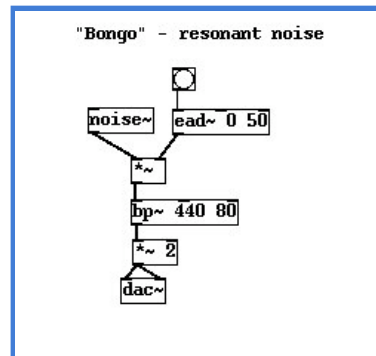 "Bongo" - resonant noise
noise~ ead~ 0 50
*~
bp~ 440 80
*~ 2
dac~